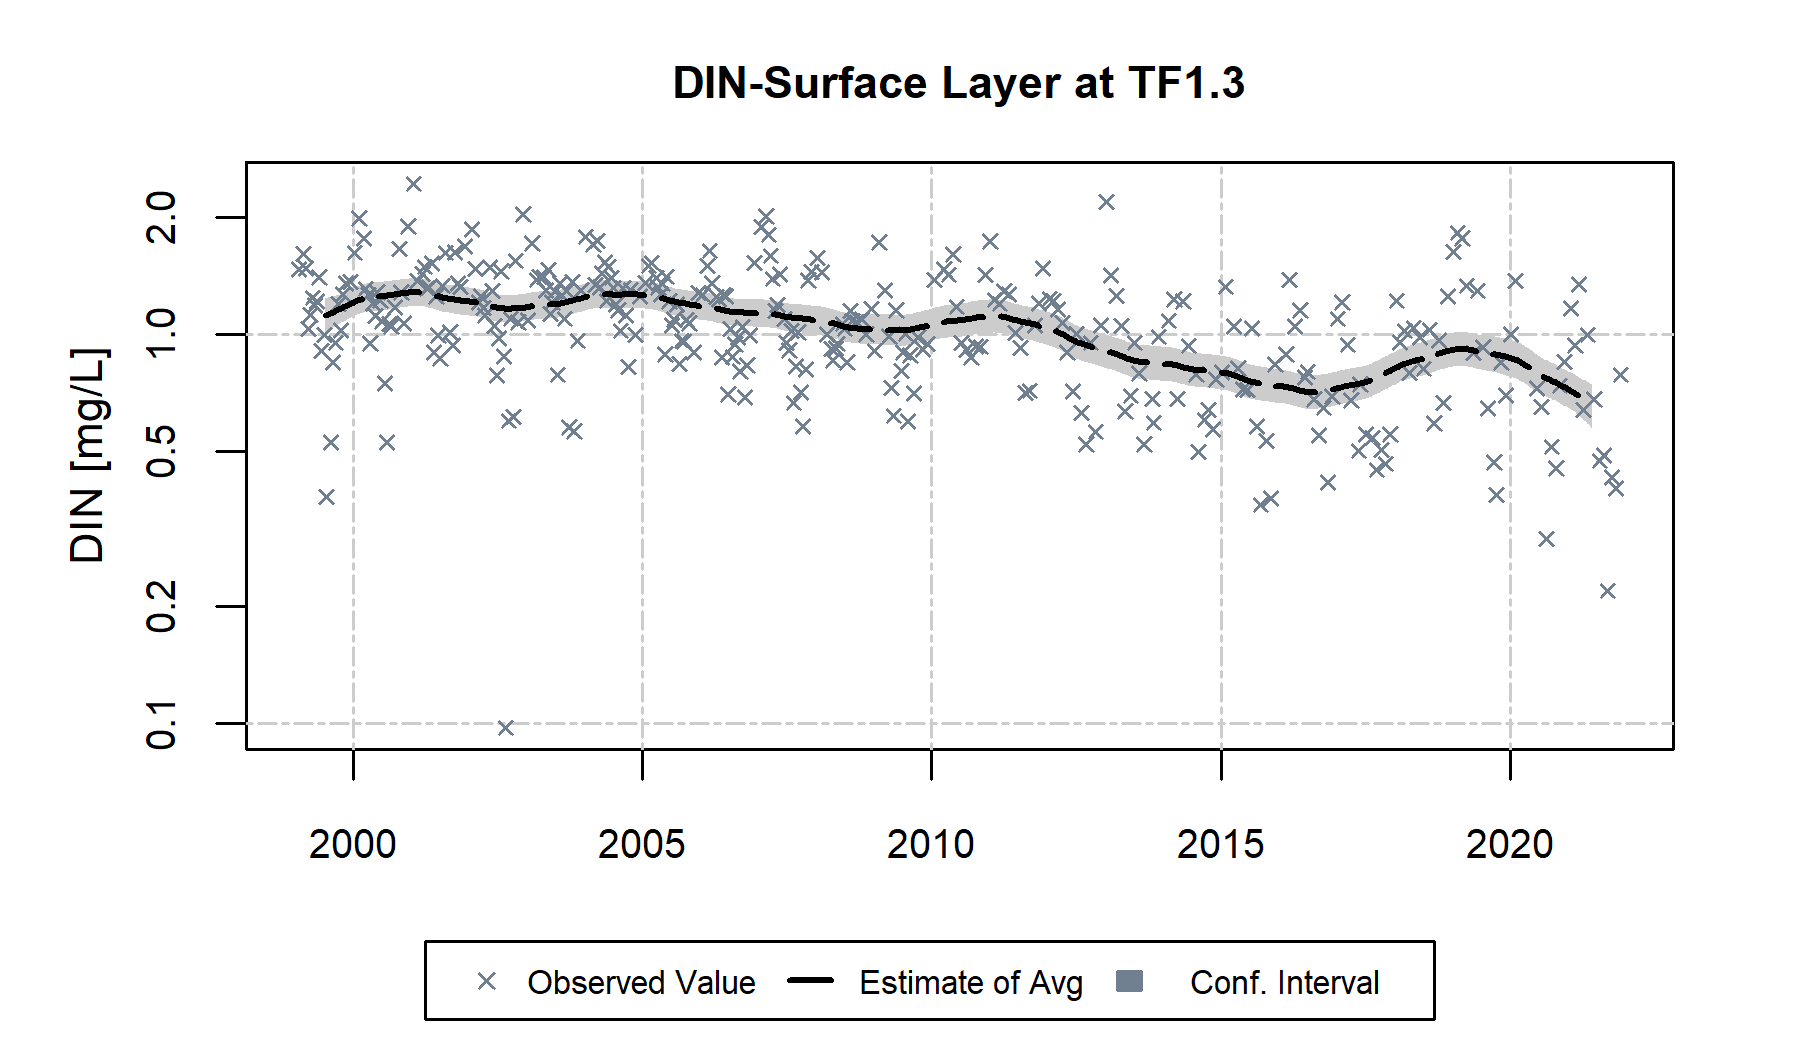 DIN-Surface Layer at TF1.3
DIN [mg/L]
2.0
1.0
0.5
0.2
0.1
2000 2005 2010 2015 2020
Observed Value Estimate of Avg Conf. Interval